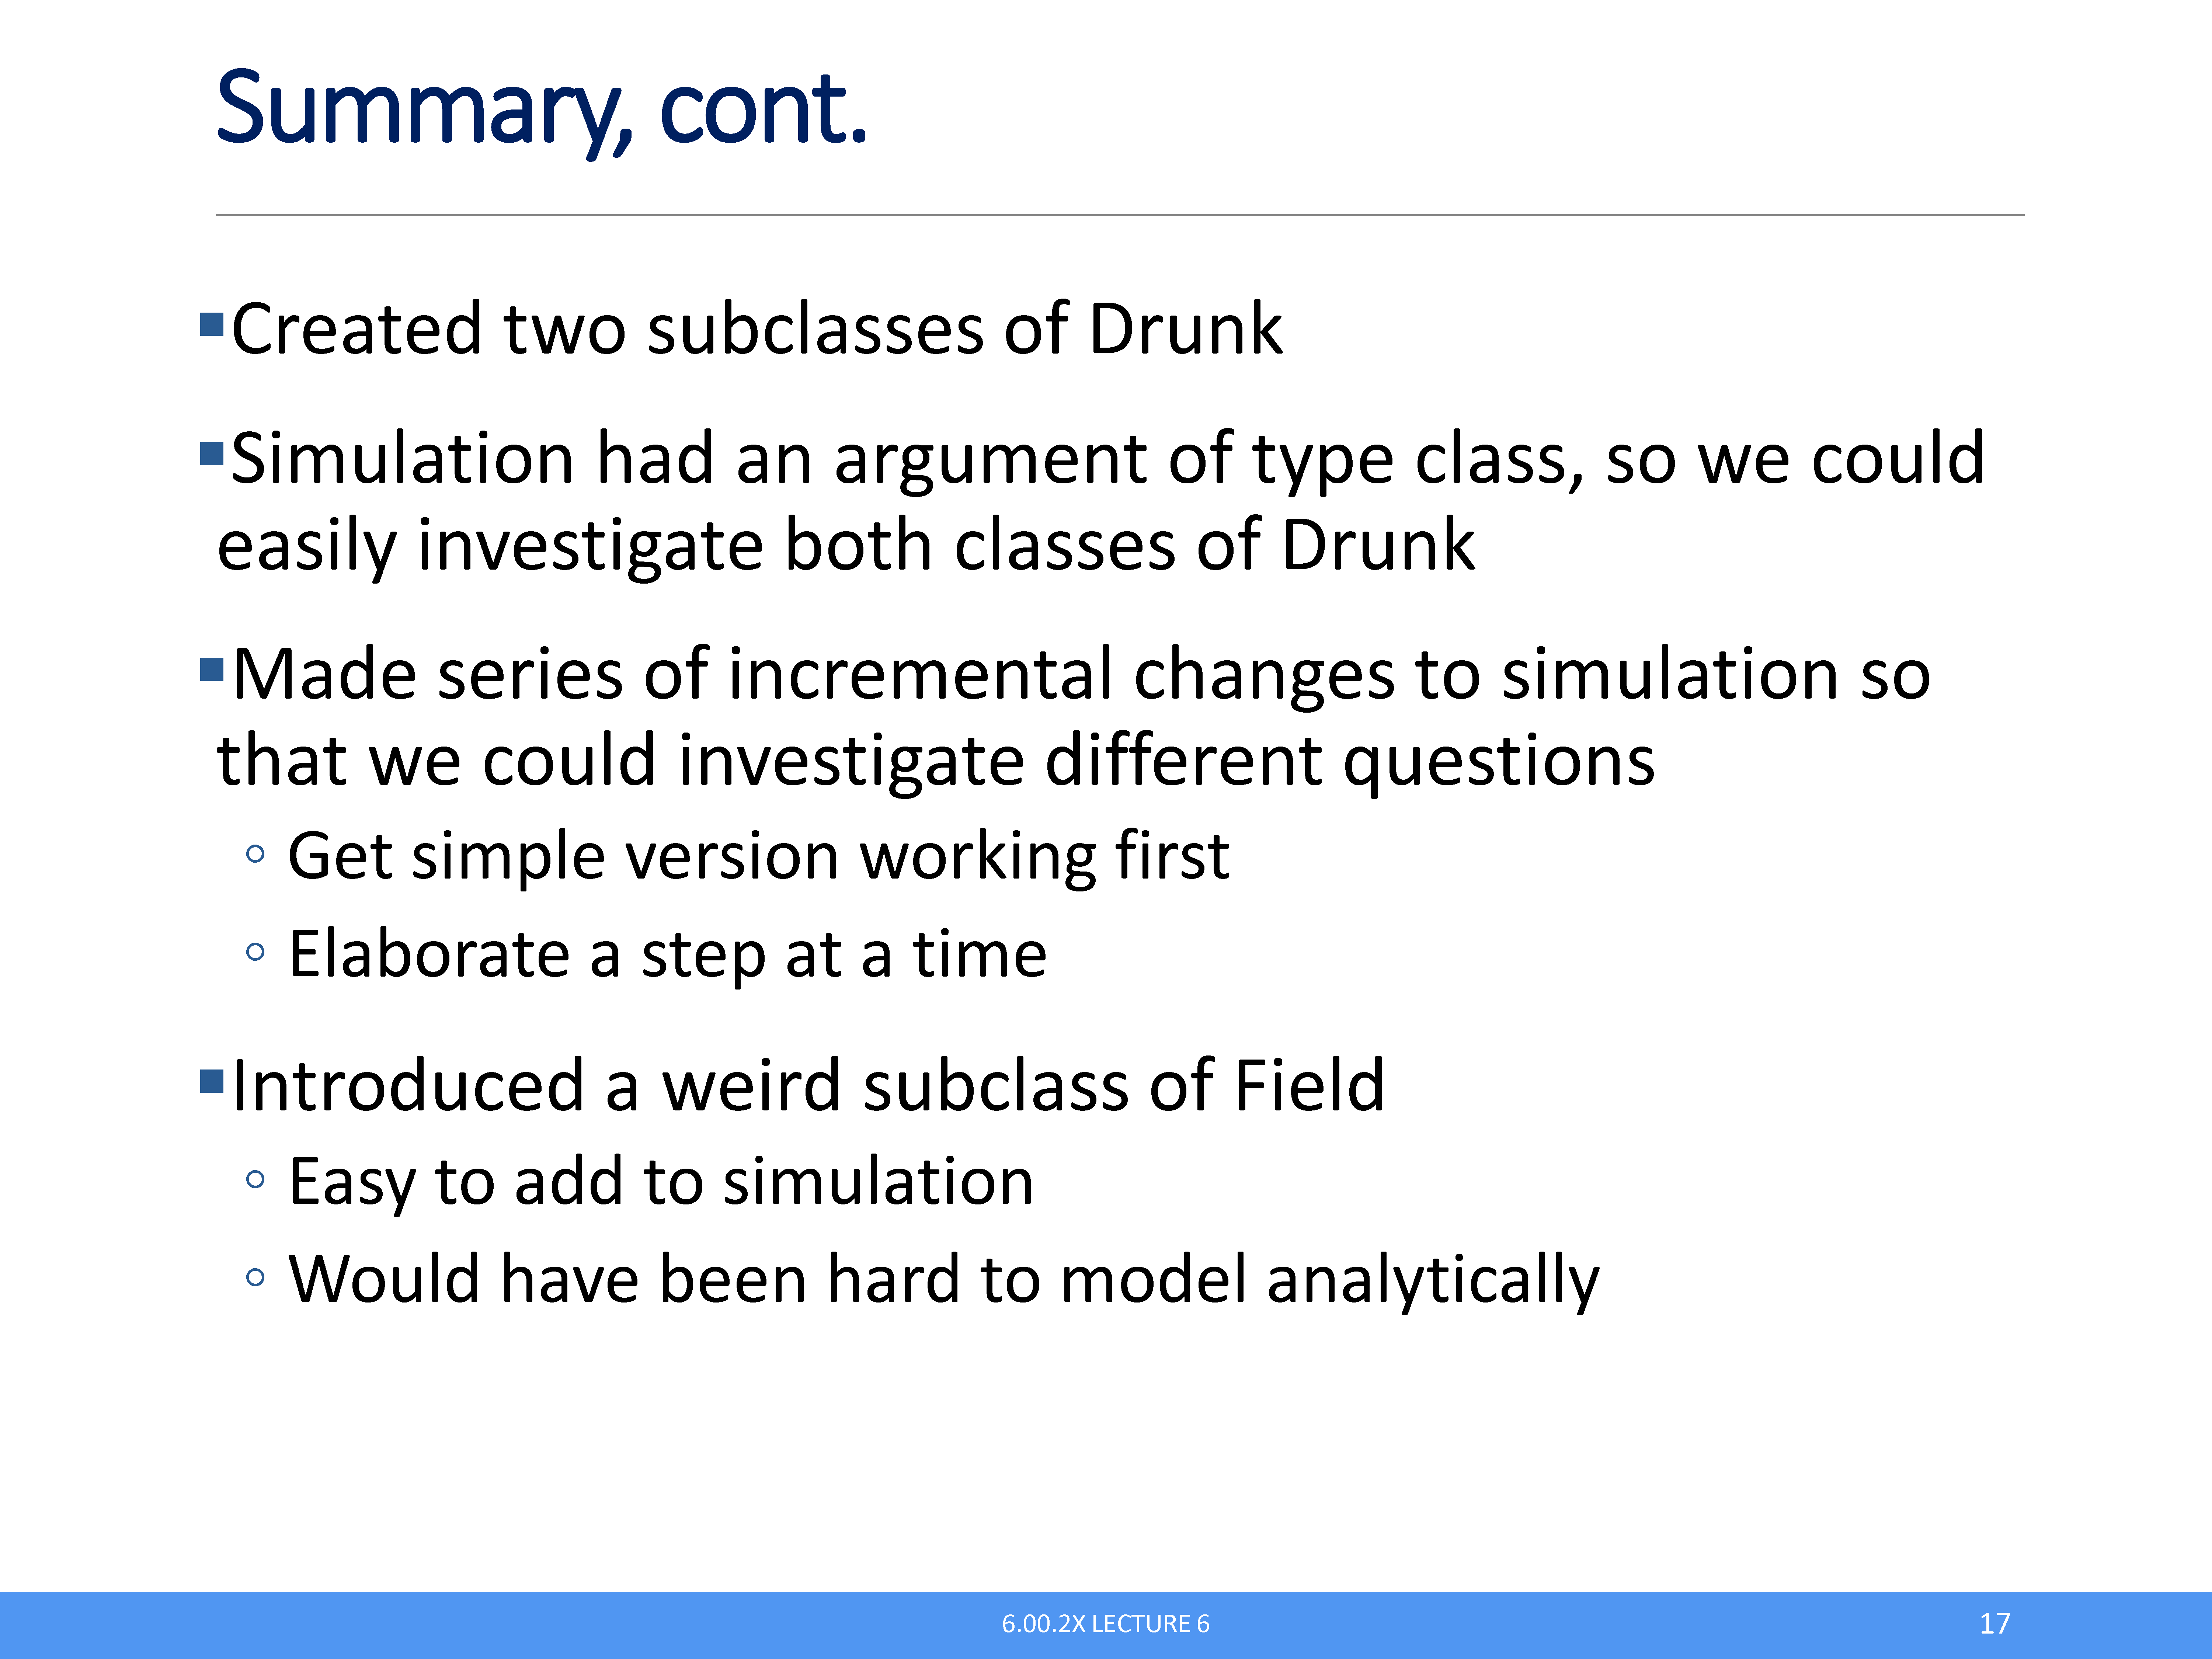 Summary, cont.
▪Created two subclasses of Drunk
▪Simulation had an argument of type class, so we could
easily investigate both classes of Drunk
▪Made series of incremental changes to simulation so
that we could investigate different questions
◦ Get simple version working first
◦ Elaborate a step at a time
▪Introduced a weird subclass of Field
◦ Easy to add to simulation
◦ Would have been hard to model analytically
6.00.2X LECTURE 6
17